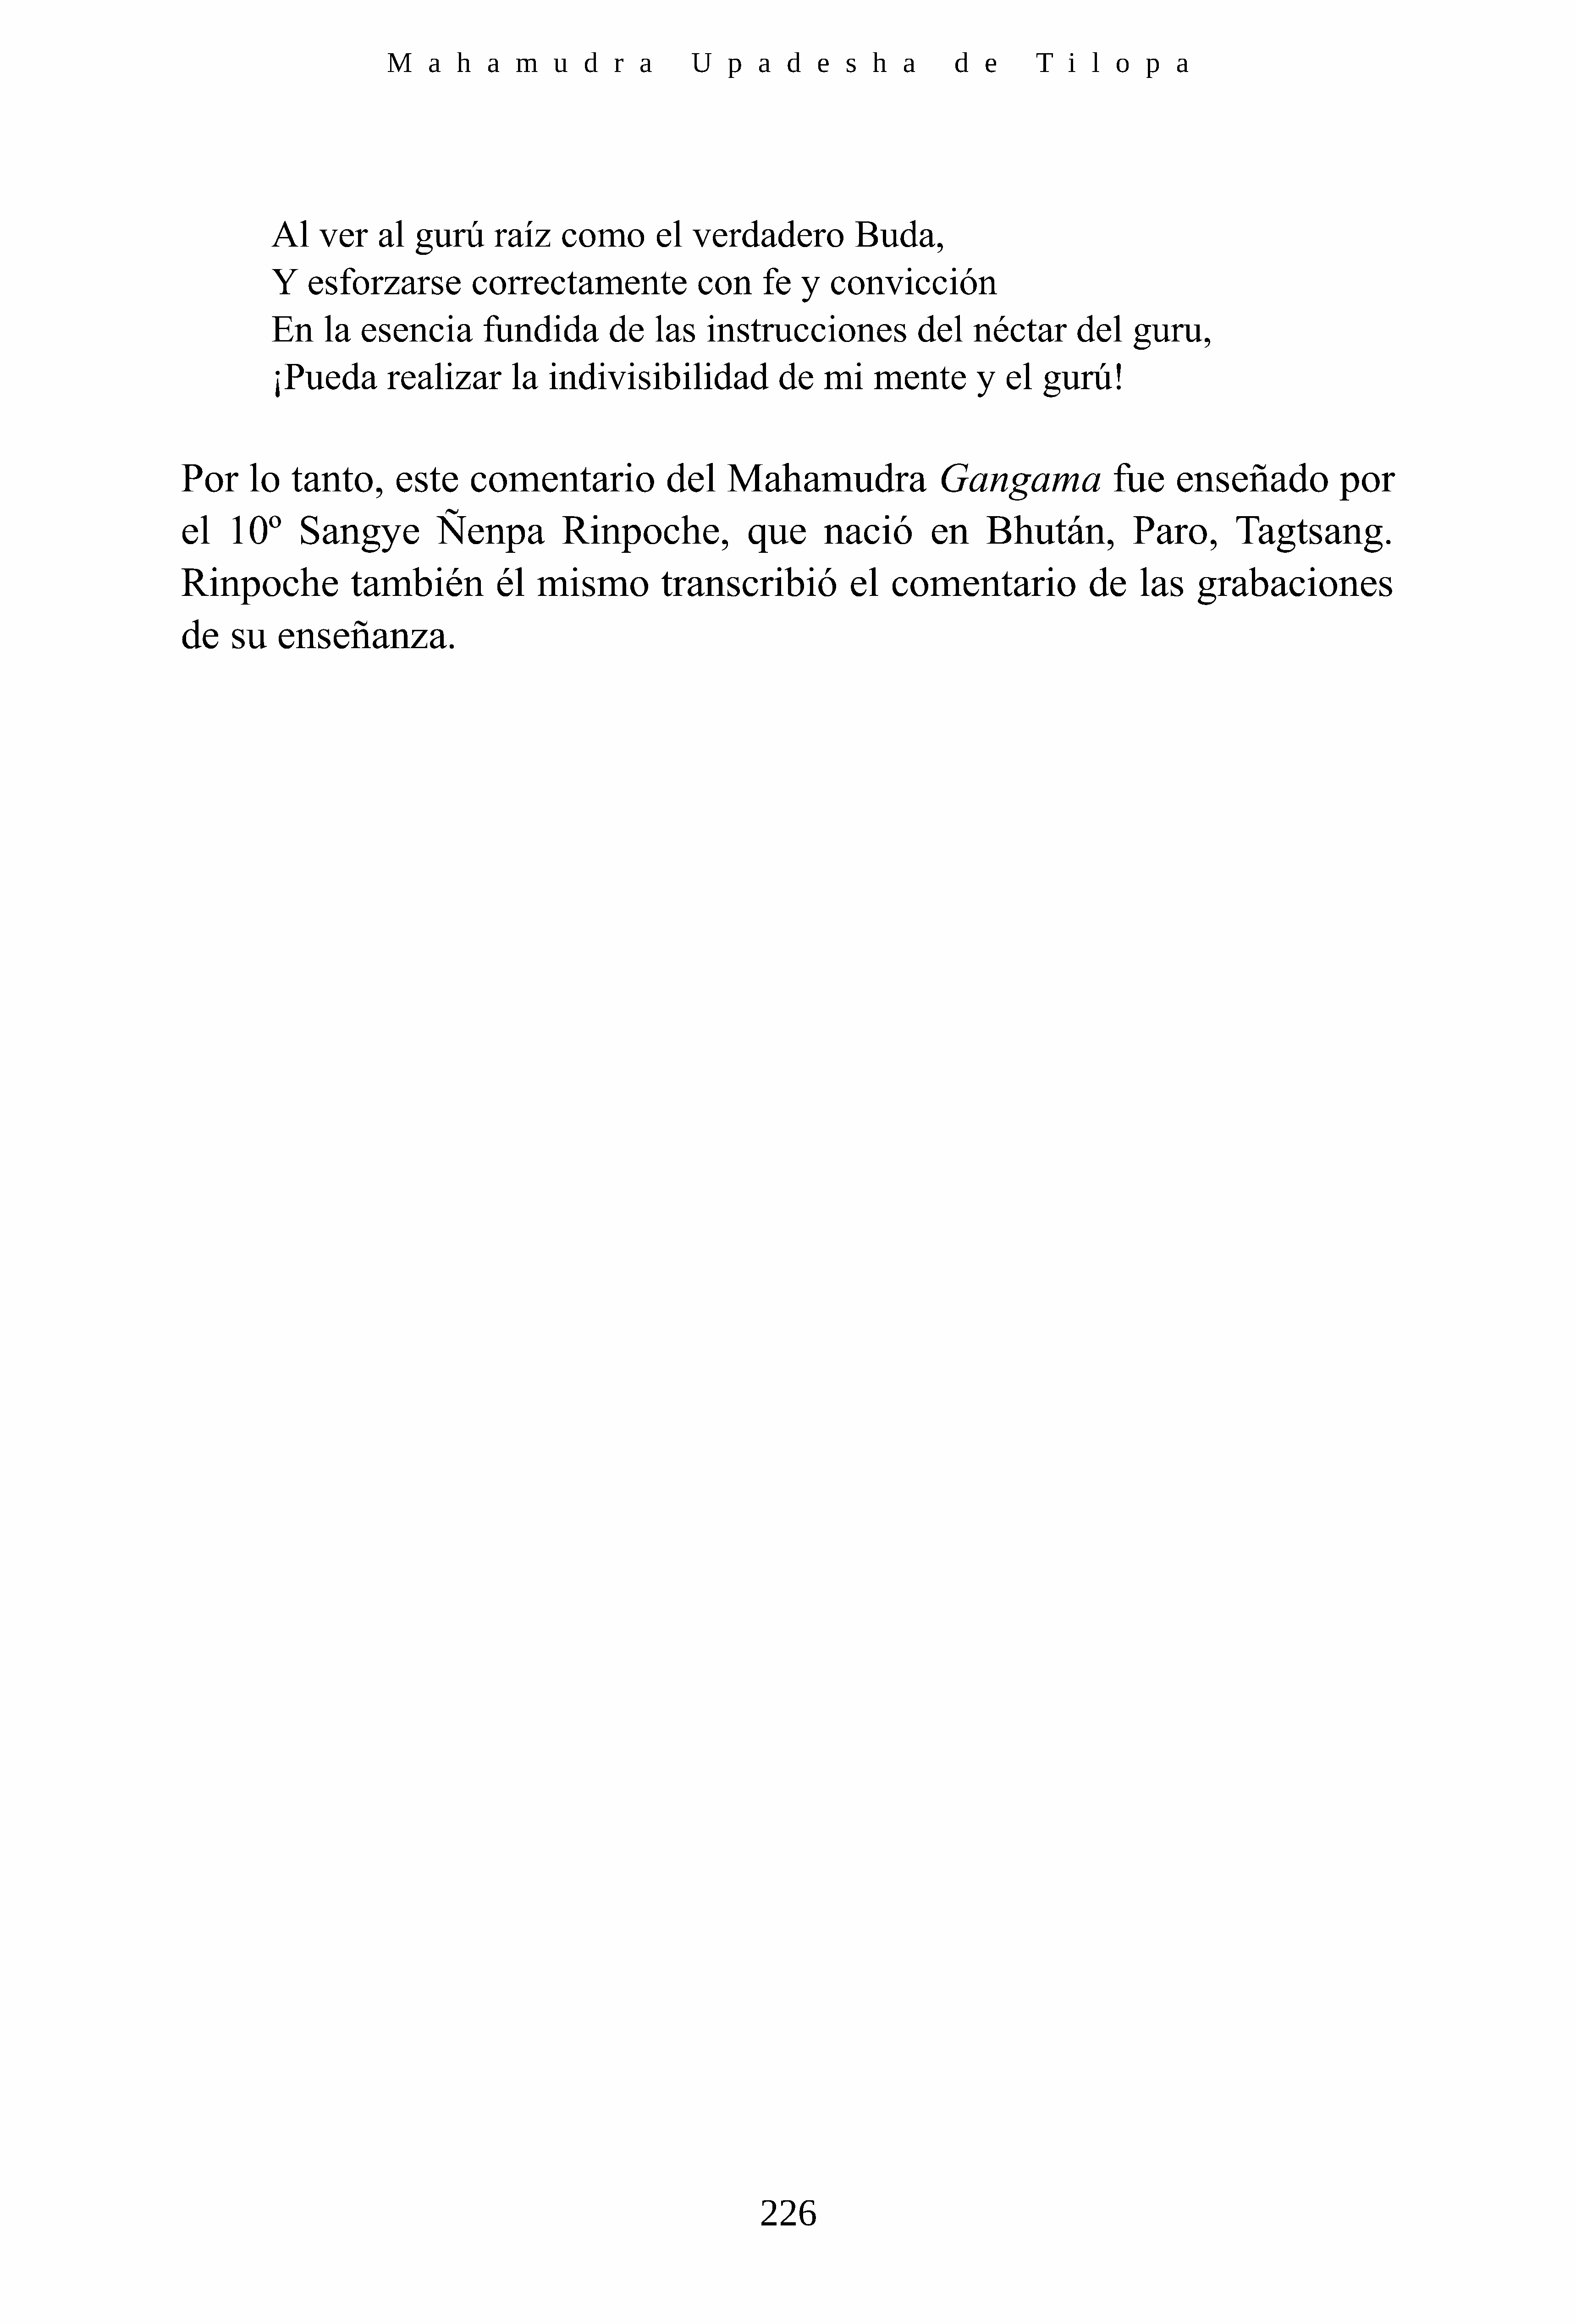 Mahamudra Upadesha de Tilopa
Al ver al gurú raíz como el verdadero Buda,
Y esforzarse correctamente con fe y convicción
En la esencia fundida de las instrucciones del néctar del guru,
¡Pueda realizar la indivisibilidad de mi mente y el gurú!
Por lo tanto, este comentario del Mahamudra Gangama fue enseñado por
el 10º Sangye Ñenpa Rinpoche, que nació en Bhután, Paro, Tagtsang.
Rinpoche también él mismo transcribió el comentario de las grabaciones
de su enseñanza.
226